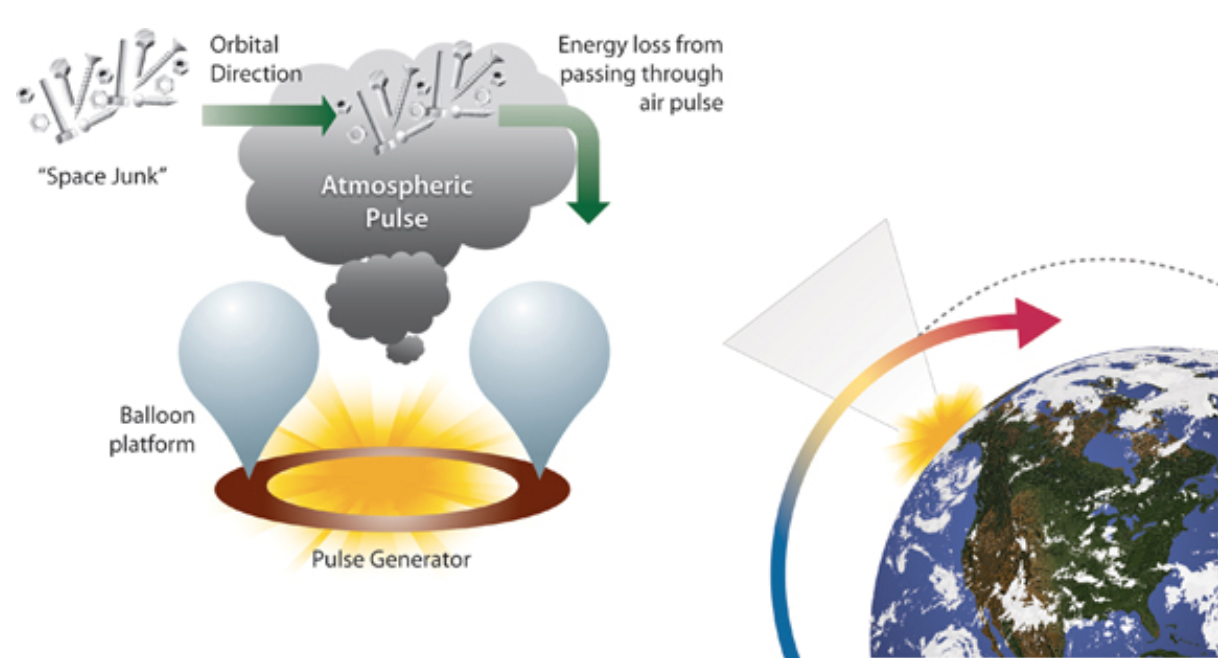 Orbital
Direction
Energy loss from
passing through
air pulse
“Space Junk”
Atmospheric
Pulse
Balloon
platform
Pulse Generator